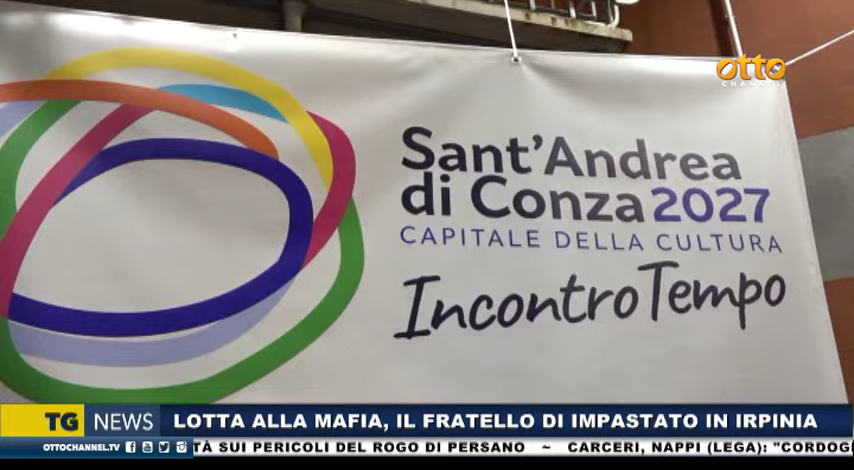 otto
CHANNEL
Sant'Andrea
di Conza 2027
CAPITALE DELLA CULTURA
IncontroTempo
TG NEWS LOTTA ALLA MAFIA, IL FRATELLO DI IMPASTATO IN IRPINIA
OTTOCHANNEL.TV TÀ SUI PERICOLI DEL ROGO DI PERSANO ~ CARCERI, NAPPI (LEGA): "CORDOGL